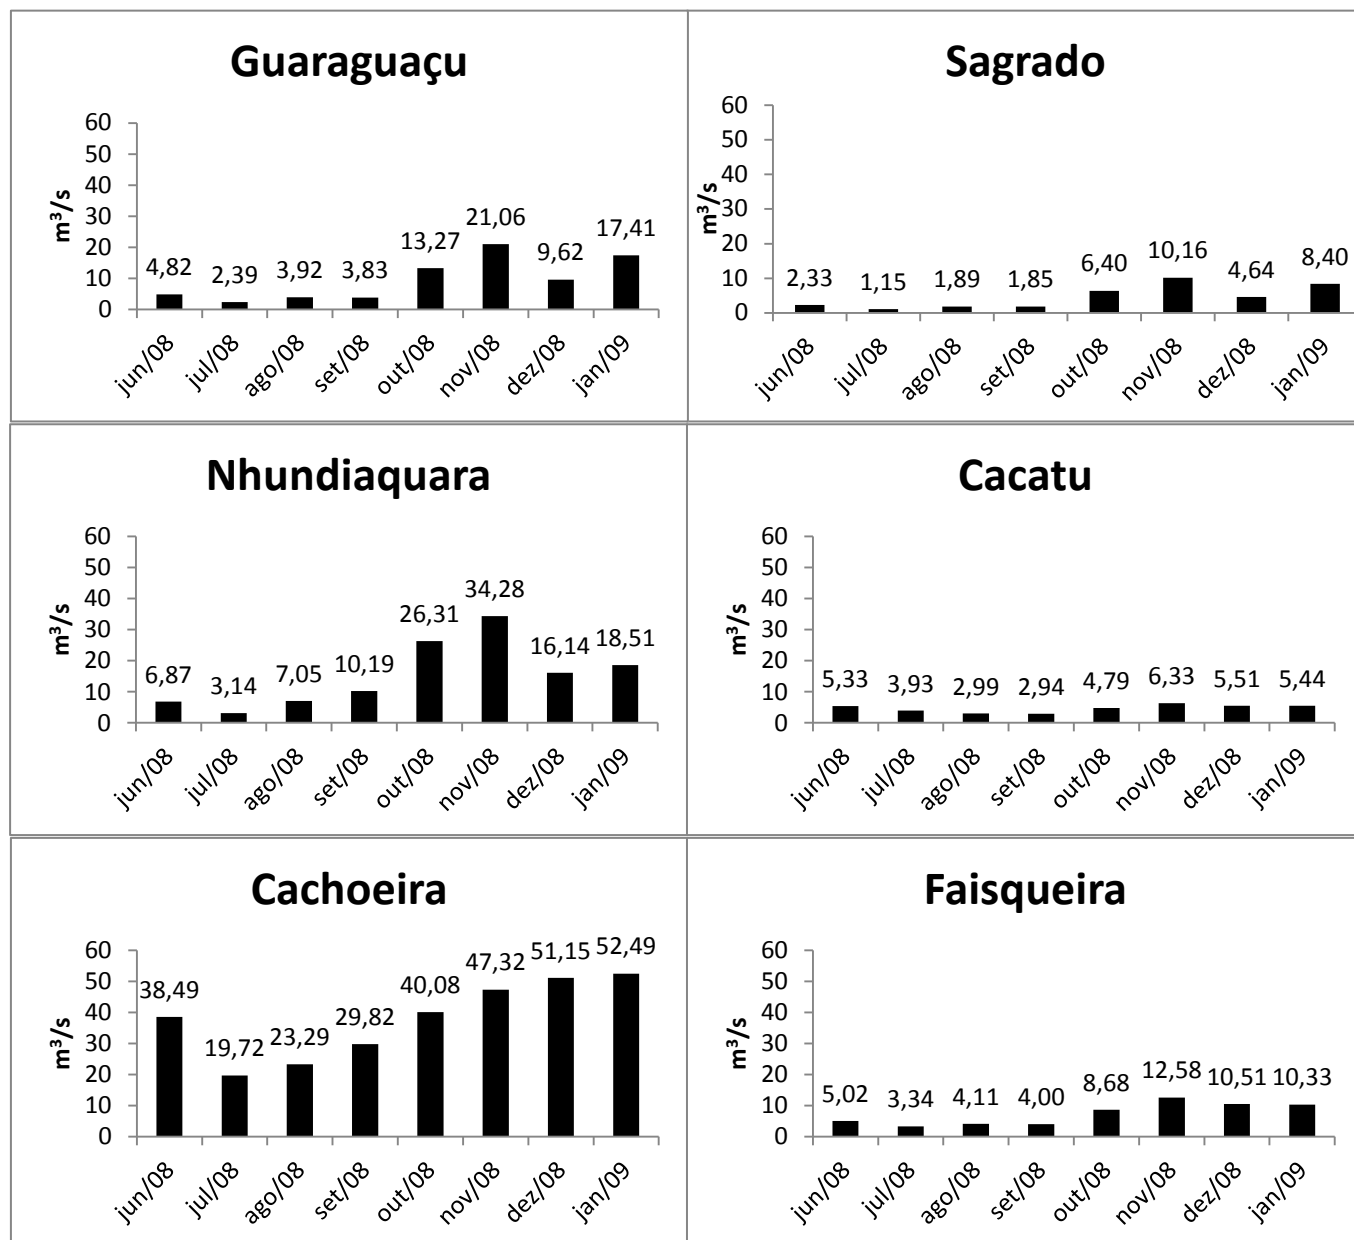 Guaraguaçu
m³/s
60
50
40
30
20
10
0
4,82 2,39 3,92 3,83 13,27 21,06 9,62 17,41
jun/08 jul/08 ago/08 set/08 out/08 nov/08 dez/08 jan/09
Sagrado
m³/s
60
50
40
30
20
10
0
2,33 1,15 1,89 1,85 6,40 10,16 4,64 8,40
jun/08 jul/08 ago/08 set/08 out/08 nov/08 dez/08 jan/09
Nhundiaquara
m³/s
60
50
40
30
20
10
0
6,87 3,14 7,05 10,19 26,31 34,28 16,14 18,51
jun/08 jul/08 ago/08 set/08 out/08 nov/08 dez/08 jan/09
Cacatu
m³/s
60
50
40
30
20
10
0
5,33 3,93 2,99 2,94 4,79 6,33 5,51 5,44
jun/08 jul/08 ago/08 set/08 out/08 nov/08 dez/08 jan/09
Cachoeira
m³/s
60
50
40
30
20
10
0
38,49 19,72 23,29 29,82 40,08 47,32 51,15 52,49
jun/08 jul/08 ago/08 set/08 out/08 nov/08 dez/08 jan/09
Faisqueira
m³/s
60
50
40
30
20
10
0
5,02 3,34 4,11 4,00 8,68 12,58 10,51 10,33
jun/08 jul/08 ago/08 set/08 out/08 nov/08 dez/08 jan/09